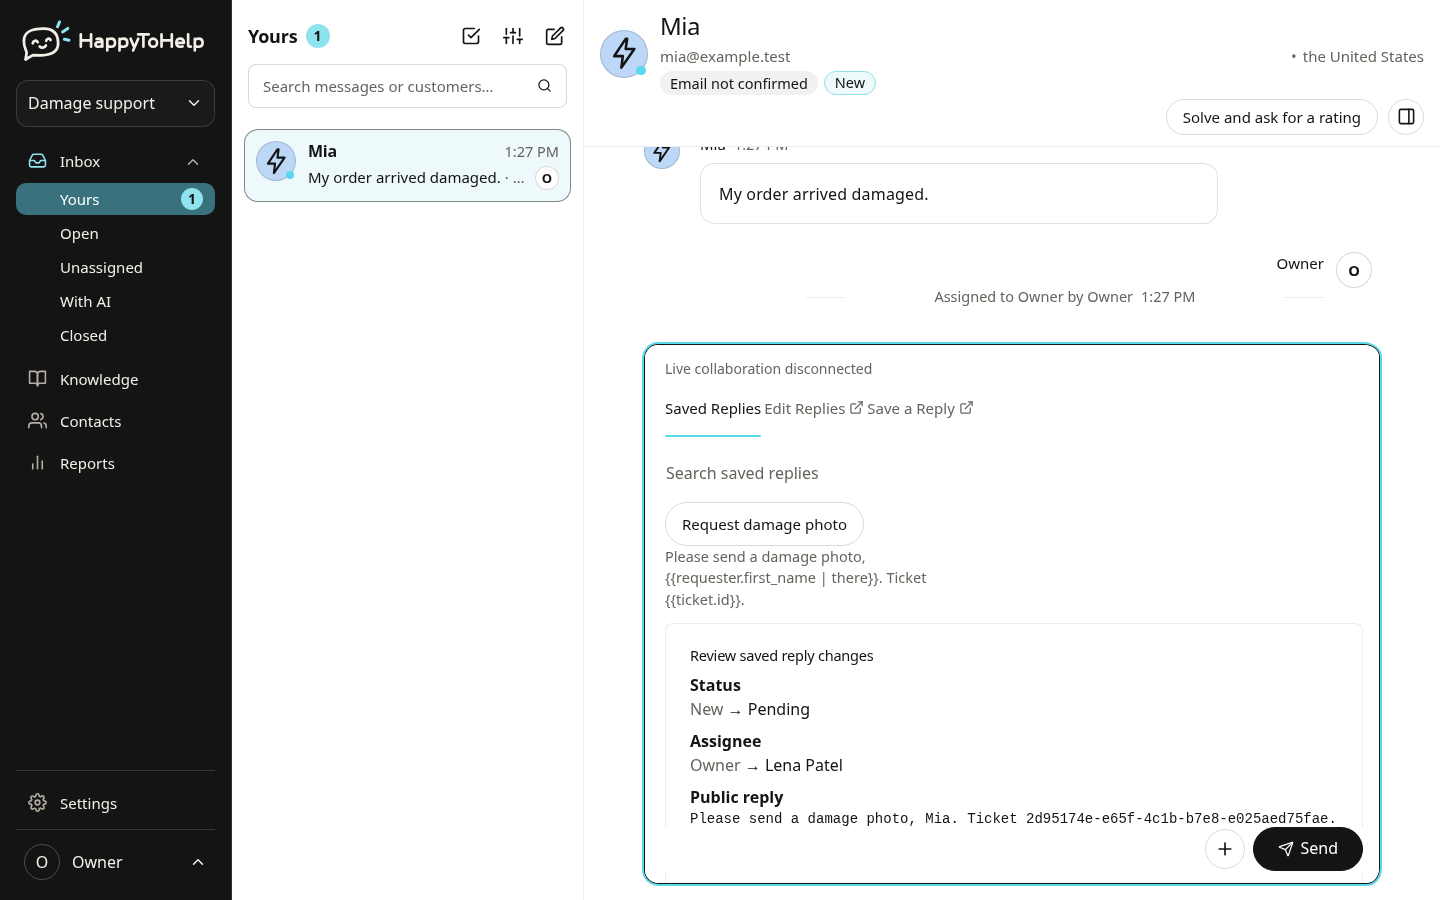 HappyToHelp
Damage support
Inbox
Yours 1
Open
Unassigned
With AI
Closed
Knowledge
Contacts
Reports
Settings
O Owner
Yours 1
Search messages or customers...
Mia 1:27 PM
My order arrived damaged. · ... O
Mia
mia@example.test
• the United States
Email not confirmed New
Solve and ask for a rating
Mia 1:27 PM
My order arrived damaged.
Owner O
Assigned to Owner by Owner 1:27 PM
Live collaboration disconnected
Saved Replies Edit Replies Save a Reply
Search saved replies
Request damage photo
Please send a damage photo,
{{requester.first_name | there}}. Ticket
{{ticket.id}}.
Review saved reply changes
Status
New → Pending
Assignee
Owner → Lena Patel
Public reply
Please send a damage photo, Mia. Ticket 2d95174e-e65f-4c1b-b7e8-e025aed75fae.
Send